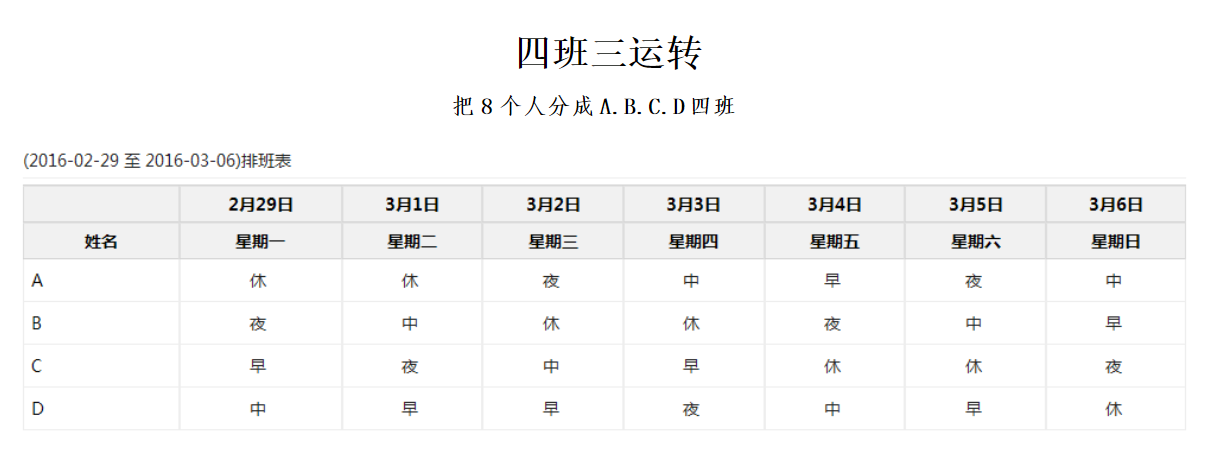 四班三运转
把8个人分成A.B.C.D四班
(2016-02-29 至 2016-03-06)排班表
2月29日 3月1日 3月2日 3月3日 3月4日 3月5日 3月6日
姓名 星期一 星期二 星期三 星期四 星期五 星期六 星期日
A 休 休 夜 中 早 夜 中
B 夜 中 休 休 夜 中 早
C 早 夜 中 早 休 休 夜
D 中 早 早 夜 中 早 休